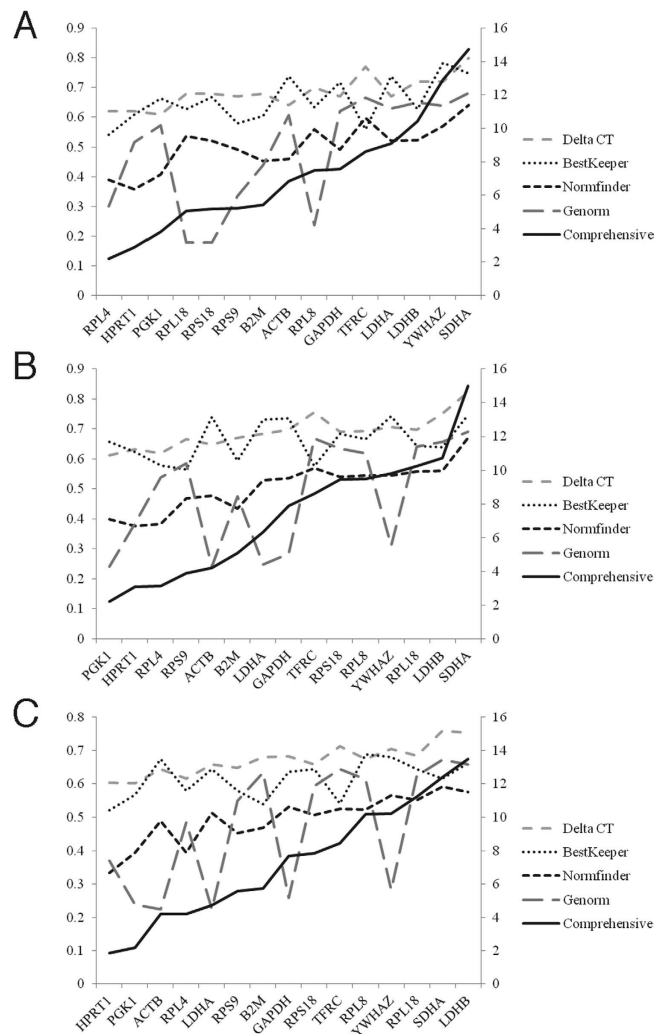 A
0.9
0.8
0.7
0.6
0.5
0.4
0.3
0.2
0.1
0
16
14
12
10
8
6
4
2
0
RPL4
HPRT1
PGK1
RPL18
RPS18
RPS9
B2M
ACTB
RPL8
GAPDH
TFRC
LDHA
LDHB
YWHAZ
SDHA
Delta CT
BestKeeper
Normfinder
Genorm
Comprehensive
B
0.9
0.8
0.7
0.6
0.5
0.4
0.3
0.2
0.1
0
16
14
12
10
8
6
4
2
0
PGK1
HPRT1
RPL4
RPS9
ACTB
B2M
LDHA
GAPDH
TFRC
RPS18
RPL8
YWHAZ
RPL18
LDHB
SDHA
Delta CT
BestKeeper
Normfinder
Genorm
Comprehensive
C
0.8
0.7
0.6
0.5
0.4
0.3
0.2
0.1
0
16
14
12
10
8
6
4
2
0
HPRT1
PGK1
ACTB
RPL4
LDHA
RPS9
B2M
GAPDH
RPS18
TFRC
RPL8
YWHAZ
RPL18
SDHA
LDHB
Delta CT
BestKeeper
Normfinder
Genorm
Comprehensive